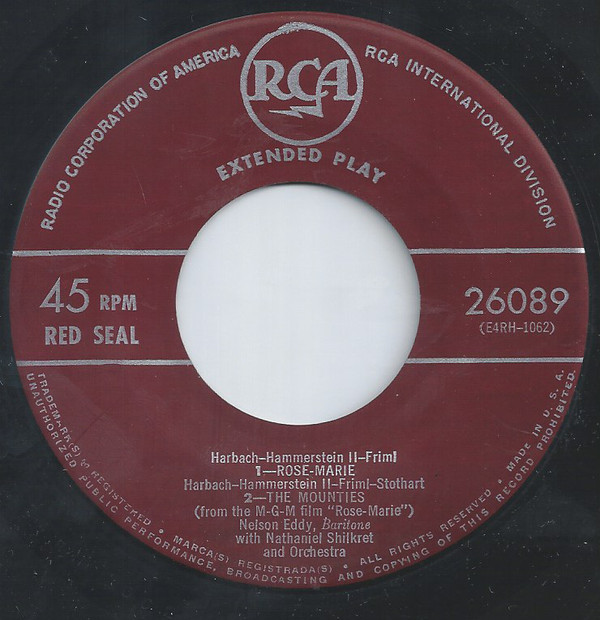 RADIO CORPORATION OF AMERICA
RCA
RCA INTERNATIONAL DIVISION
EXTENDED PLAY
45 RPM
RED SEAL
26089
(E4RH-1062)
Harbach-Hammerstein II-Friml
1—ROSE-MARIE
Harbach-Hammerstein II-Friml-Stothart
2—THE MOUNTIES
(from the M-G-M film "Rose-Marie")
Nelson Eddy, Baritone
with Nathaniel Shilkret
and Orchestra
TRADEMARK(S) ® REGISTERED • MARCA(S) REGISTRADA(S) • ALL RIGHTS RESERVED • MADE IN U.S.A.
UNAUTHORIZED PUBLIC PERFORMANCE, BROADCASTING AND COPYING OF THIS RECORD PROHIBITED.